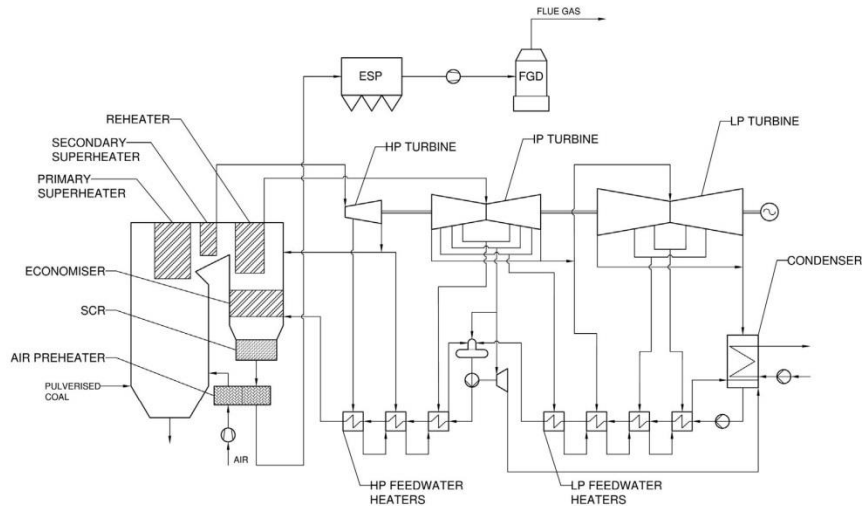 FLUE GAS
ESP
FGD
REHEATER
SECONDARY
SUPERHEATER
PRIMARY
SUPERHEATER
HP TURBINE
IP TURBINE
LP TURBINE
ECONOMISER
CONDENSER
SCR
AIR PREHEATER
PULVERISED
COAL
AIR
HP FEEDWATER
HEATERS
LP FEEDWATER
HEATERS